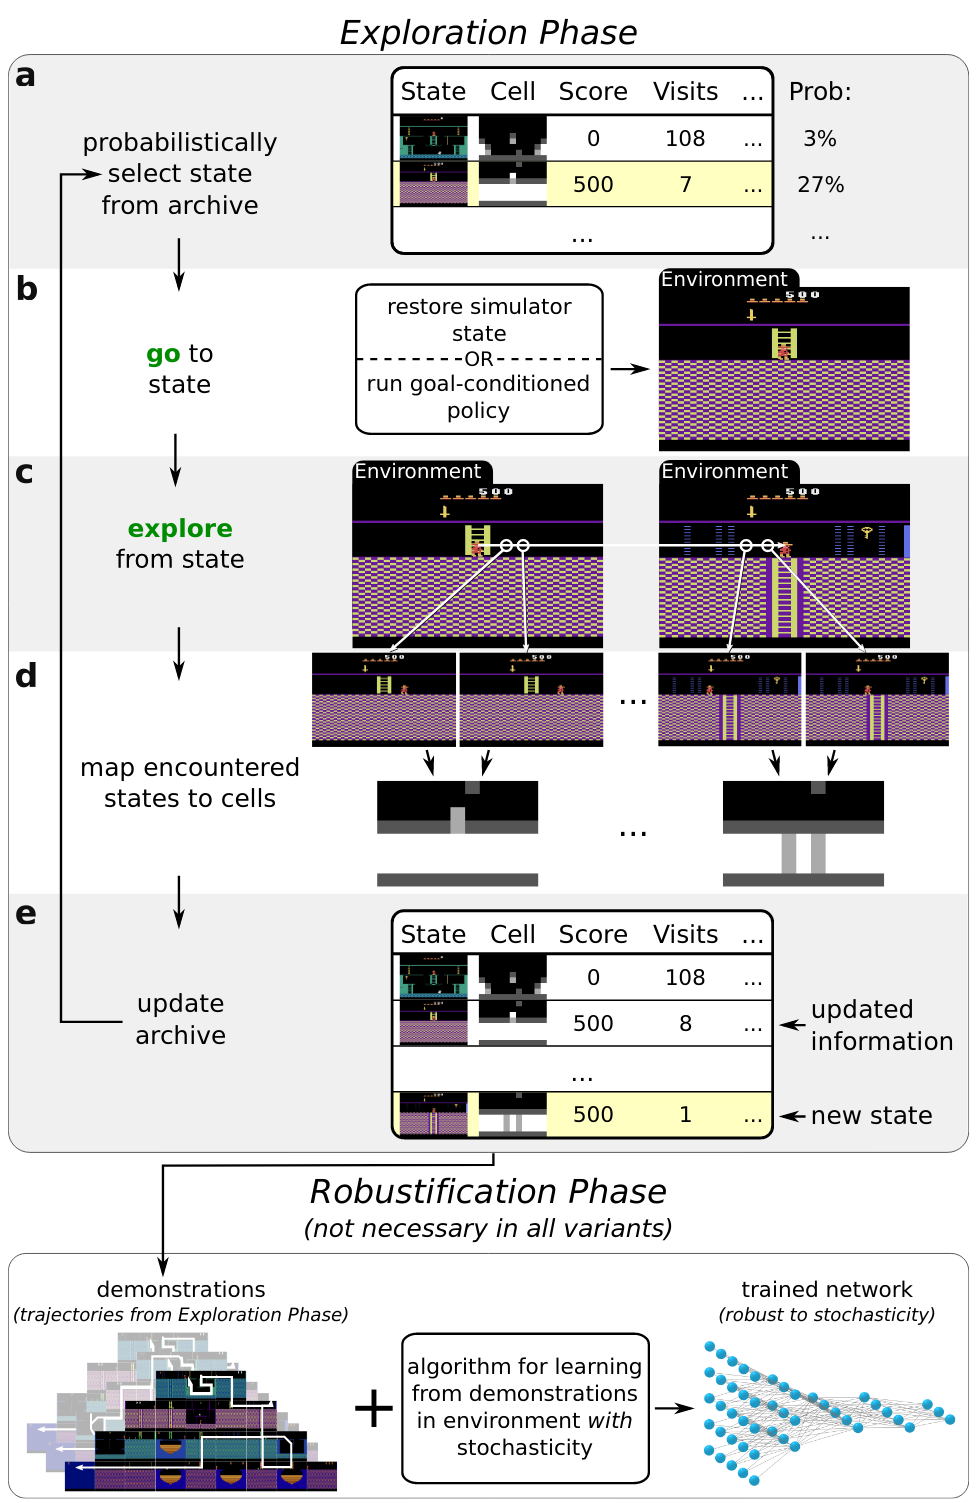 Exploration Phase
a
probabilistically
select state
from archive
State Cell Score Visits ... Prob:
0 108 ... 3%
500 7 ... 27%
... ...
b
go to
state
restore simulator
state
OR
run goal-conditioned
policy
Environment
500
c
explore
from state
Environment
500
Environment
500
d
map encountered
states to cells
500
500
...
500
500
...
e
update
archive
State Cell Score Visits ...
0 108 ...
500 8 ...
...
500 1 ...
updated
information
new state
Robustification Phase
(not necessary in all variants)
demonstrations
(trajectories from Exploration Phase)
+
algorithm for learning
from demonstrations
in environment with
stochasticity
trained network
(robust to stochasticity)